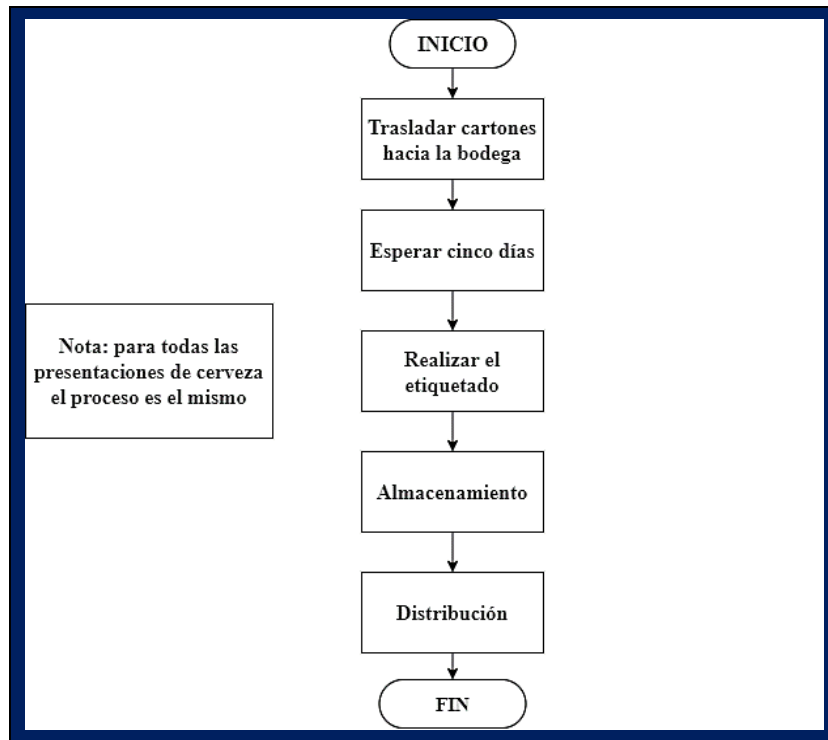 INICIO
Trasladar cartones
hacia la bodega
Esperar cinco días
Nota: para todas las
presentaciones de cerveza
el proceso es el mismo
Realizar el
etiquetado
Almacenamiento
Distribución
FIN